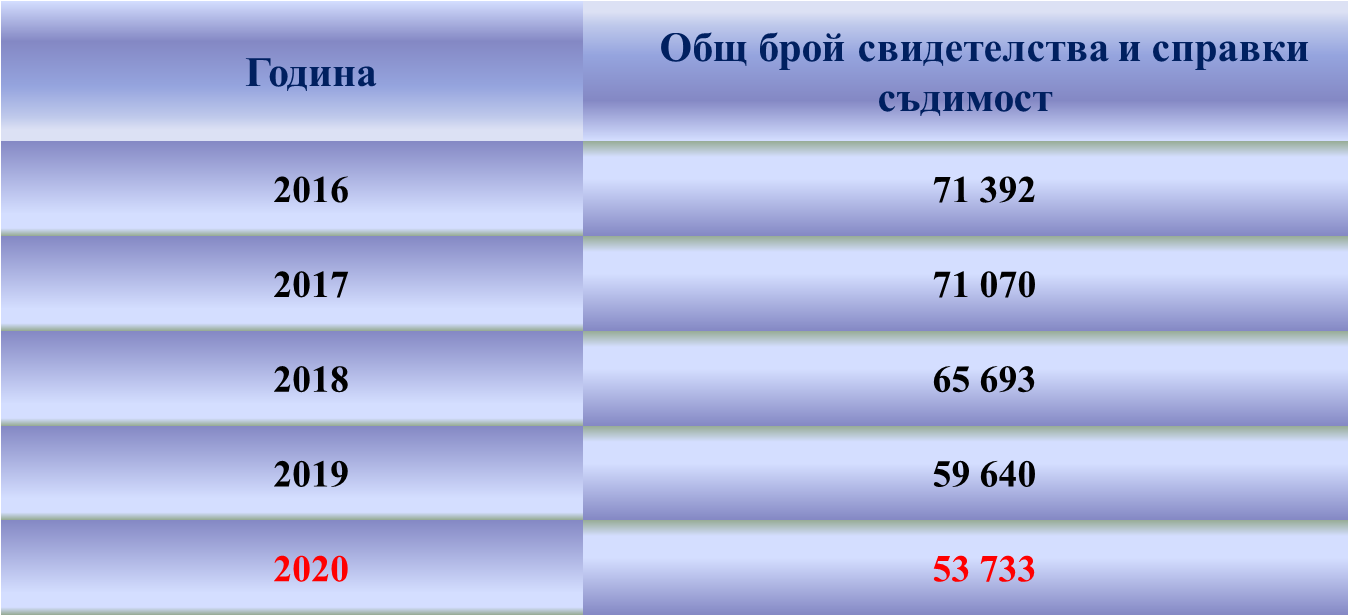 Година
Общ брой свидетелства и справки
съдимост
2016 71 392
2017 71 070
2018 65 693
2019 59 640
2020 53 733